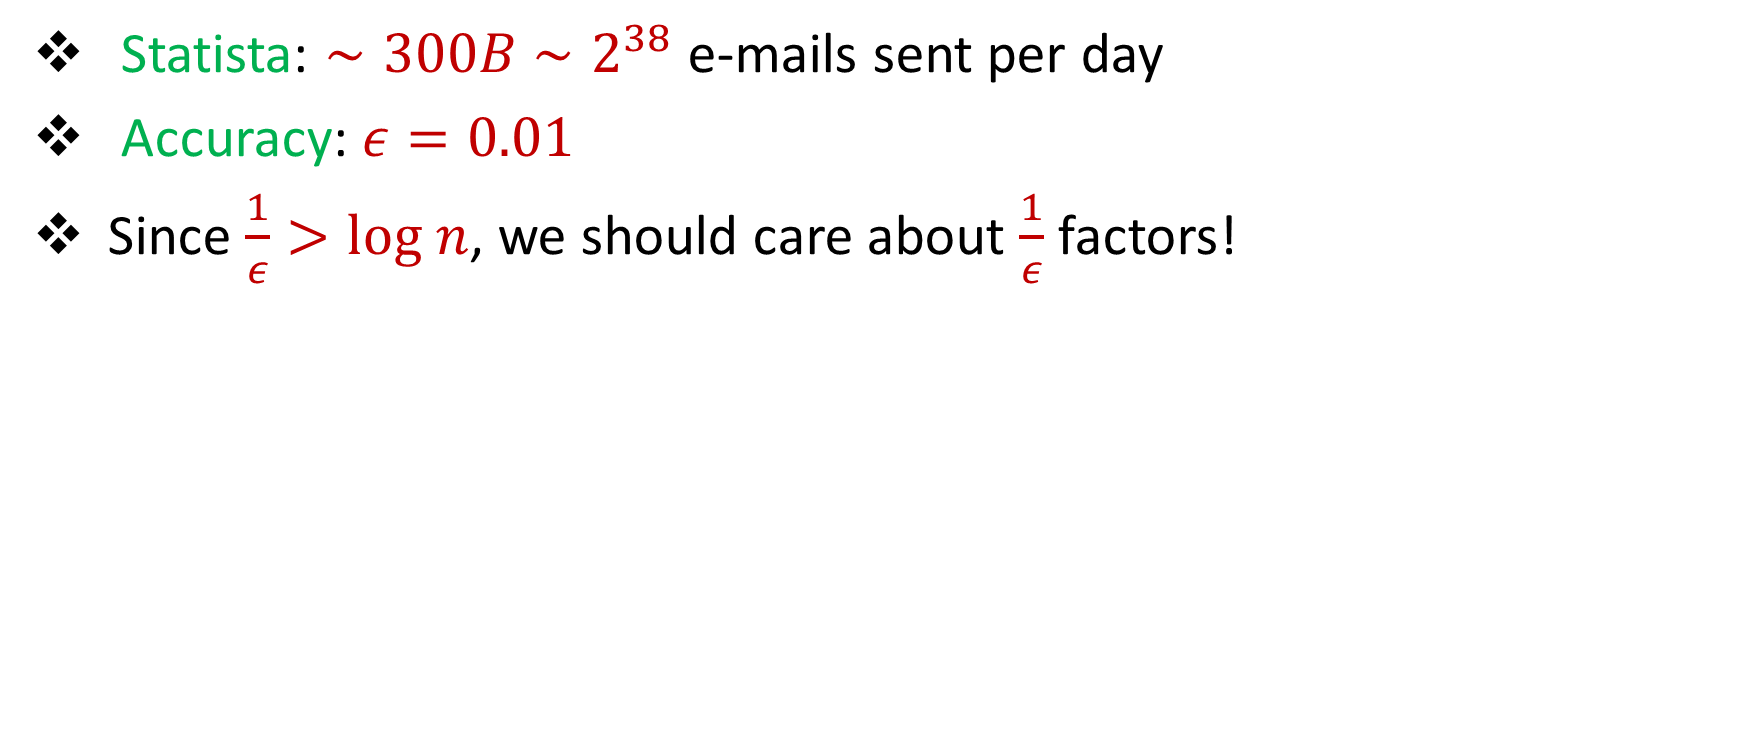 ❖ Statista: ~ 300B ~ 2^38 e-mails sent per day
❖ Accuracy: ϵ = 0.01
❖ Since 1/ϵ > log n, we should care about 1/ϵ factors!